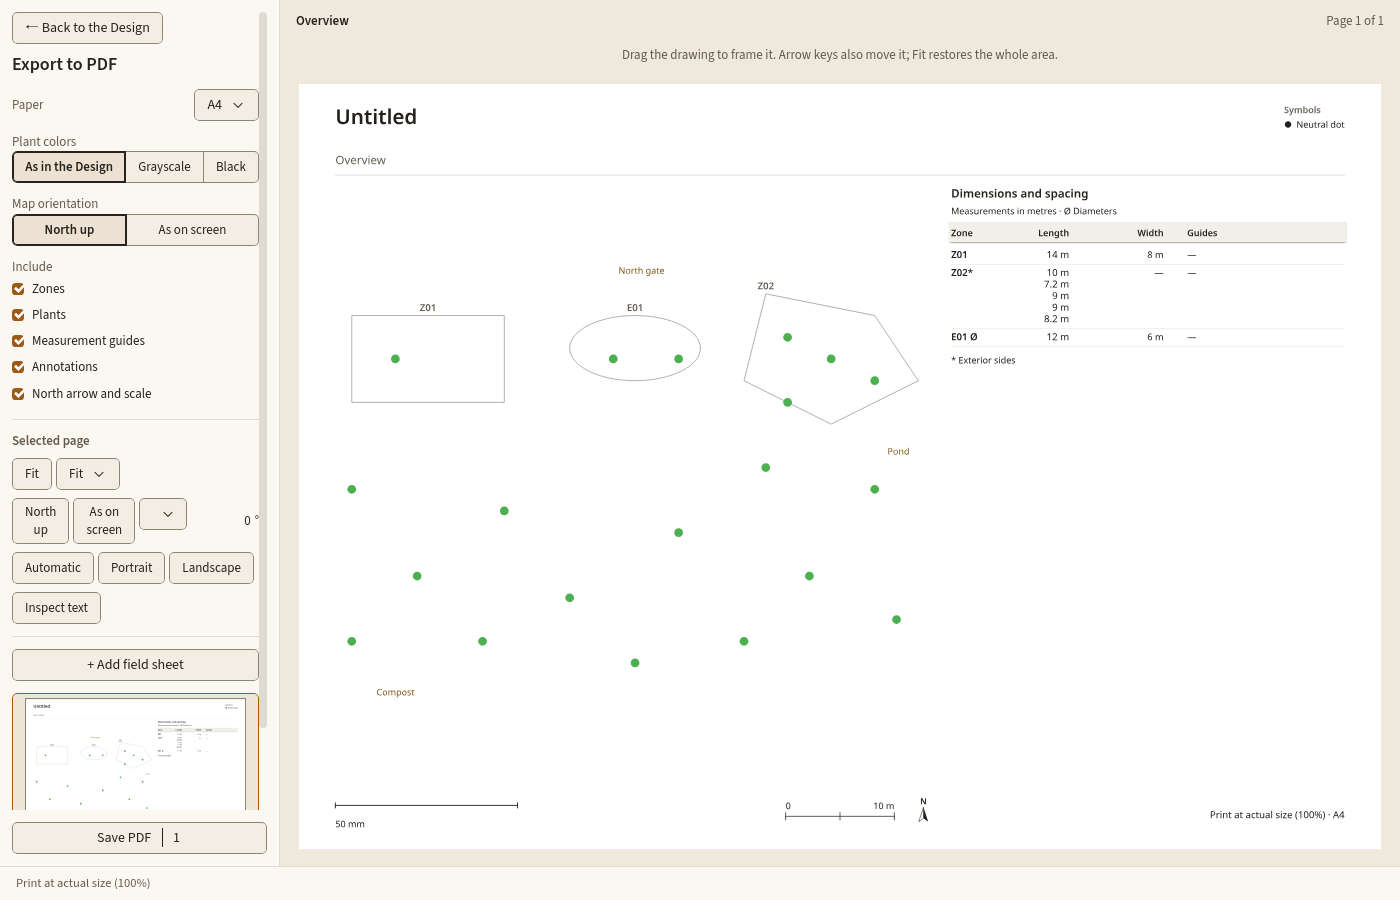 ← Back to the Design
Export to PDF
Paper
A4
Plant colors
As in the Design
Grayscale
Black
Map orientation
North up
As on screen
Include
Zones
Plants
Measurement guides
Annotations
North arrow and scale
Selected page
Fit
Fit
North up
As on screen
0 °
Automatic
Portrait
Landscape
Inspect text
+ Add field sheet
Untitled
Save PDF
1
Print at actual size (100%)
Overview
Page 1 of 1
Drag the drawing to frame it. Arrow keys also move it; Fit restores the whole area.
Untitled
Symbols
Neutral dot
Overview
Dimensions and spacing
Measurements in metres · Ø Diameters
Zone Length Width Guides
Z01 14 m 8 m —
Z02* 10 m — —
7.2 m
9 m
9 m
8.2 m
E01 Ø 12 m 6 m —
* Exterior sides
North gate
Z01
E01
Z02
Pond
Compost
50 mm
0 10 m
N
Print at actual size (100%) · A4